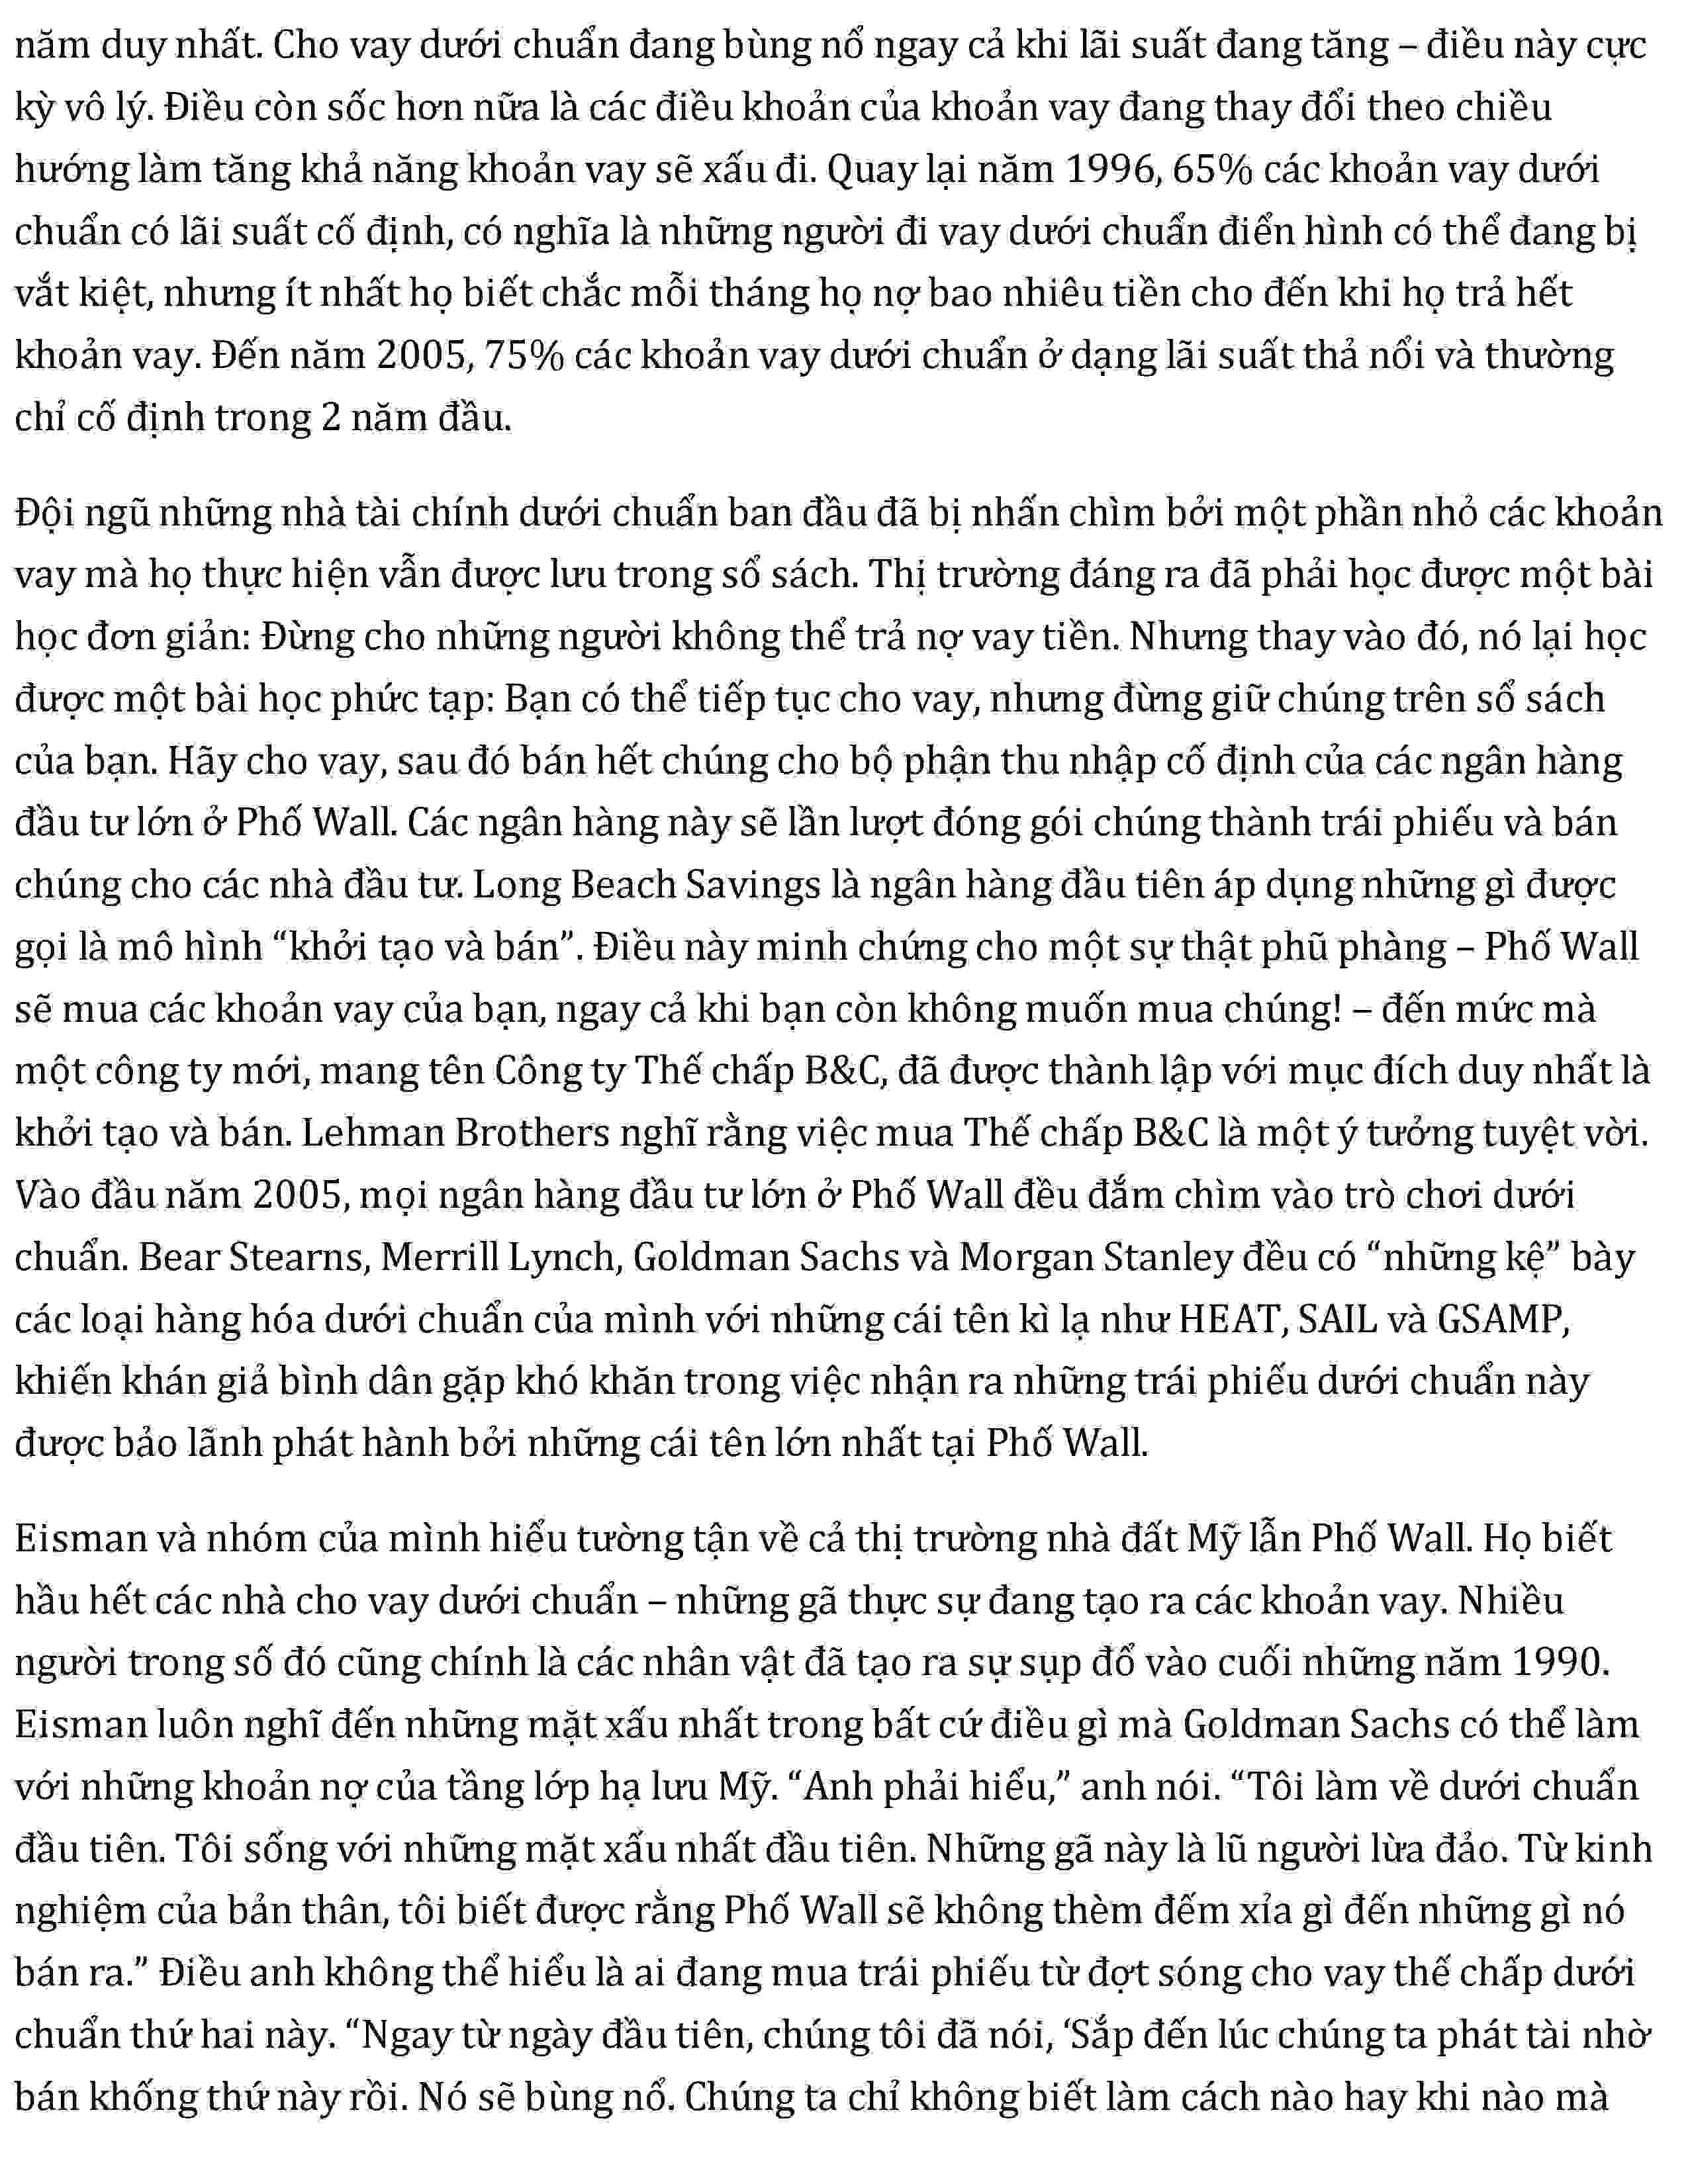 năm duy nhất. Cho vay dưới chuẩn đang bùng nổ ngay cả khi lãi suất đang tăng – điều này cực
kỳ vô lý. Điều còn sốc hơn nữa là các điều khoản của khoản vay đang thay đổi theo chiều
hướng làm tăng khả năng khoản vay sẽ xấu đi. Quay lại năm 1996, 65% các khoản vay dưới
chuẩn có lãi suất cố định, có nghĩa là những người đi vay dưới chuẩn điển hình có thể đang bị
vắt kiệt, nhưng ít nhất họ biết chắc mỗi tháng họ nợ bao nhiêu tiền cho đến khi họ trả hết
khoản vay. Đến năm 2005, 75% các khoản vay dưới chuẩn ở dạng lãi suất thả nổi và thường
chỉ cố định trong 2 năm đầu.
Đội ngũ những nhà tài chính dưới chuẩn ban đầu đã bị nhấn chìm bởi một phần nhỏ các khoản
vay mà họ thực hiện vẫn được lưu trong sổ sách. Thị trường đáng ra đã phải học được một bài
học đơn giản: Đừng cho những người không thể trả nợ vay tiền. Nhưng thay vào đó, nó lại học
được một bài học phức tạp: Bạn có thể tiếp tục cho vay, nhưng đừng giữ chúng trên sổ sách
của bạn. Hãy cho vay, sau đó bán hết chúng cho bộ phận thu nhập cố định của các ngân hàng
đầu tư lớn ở Phố Wall. Các ngân hàng này sẽ lần lượt đóng gói chúng thành trái phiếu và bán
chúng cho các nhà đầu tư. Long Beach Savings là ngân hàng đầu tiên áp dụng những gì được
gọi là mô hình “khởi tạo và bán”. Điều này minh chứng cho một sự thật phũ phàng – Phố Wall
sẽ mua các khoản vay của bạn, ngay cả khi bạn còn không muốn mua chúng! – đến mức mà
một công ty mới, mang tên Công ty Thế chấp B&C, đã được thành lập với mục đích duy nhất là
khởi tạo và bán. Lehman Brothers nghĩ rằng việc mua Thế chấp B&C là một ý tưởng tuyệt vời.
Vào đầu năm 2005, mọi ngân hàng đầu tư lớn ở Phố Wall đều đắm chìm vào trò chơi dưới
chuẩn. Bear Stearns, Merrill Lynch, Goldman Sachs và Morgan Stanley đều có “những kệ” bày
các loại hàng hóa dưới chuẩn của mình với những cái tên kì lạ như HEAT, SAIL và GSAMP,
khiến khán giả bình dân gặp khó khăn trong việc nhận ra những trái phiếu dưới chuẩn này
được bảo lãnh phát hành bởi những cái tên lớn nhất tại Phố Wall.
Eisman và nhóm của mình hiểu tường tận về cả thị trường nhà đất Mỹ lẫn Phố Wall. Họ biết
hầu hết các nhà cho vay dưới chuẩn – những gã thực sự đang tạo ra các khoản vay. Nhiều
người trong số đó cũng chính là các nhân vật đã tạo ra sự sụp đổ vào cuối những năm 1990.
Eisman luôn nghĩ đến những mặt xấu nhất trong bất cứ điều gì mà Goldman Sachs có thể làm
với những khoản nợ của tầng lớp hạ lưu Mỹ. “Anh phải hiểu,” anh nói. “Tôi làm về dưới chuẩn
đầu tiên. Tôi sống với những mặt xấu nhất đầu tiên. Những gã này là lũ người lừa đảo. Từ kinh
nghiệm của bản thân, tôi biết được rằng Phố Wall sẽ không thèm đếm xỉa gì đến những gì nó
bán ra.” Điều anh không thể hiểu là ai đang mua trái phiếu từ đợt sóng cho vay thế chấp dưới
chuẩn thứ hai này. “Ngay từ ngày đầu tiên, chúng tôi đã nói, ‘Sắp đến lúc chúng ta phát tài nhờ
bán khống thứ này rồi. Nó sẽ bùng nổ. Chúng ta chỉ không biết làm cách nào hay khi nào mà